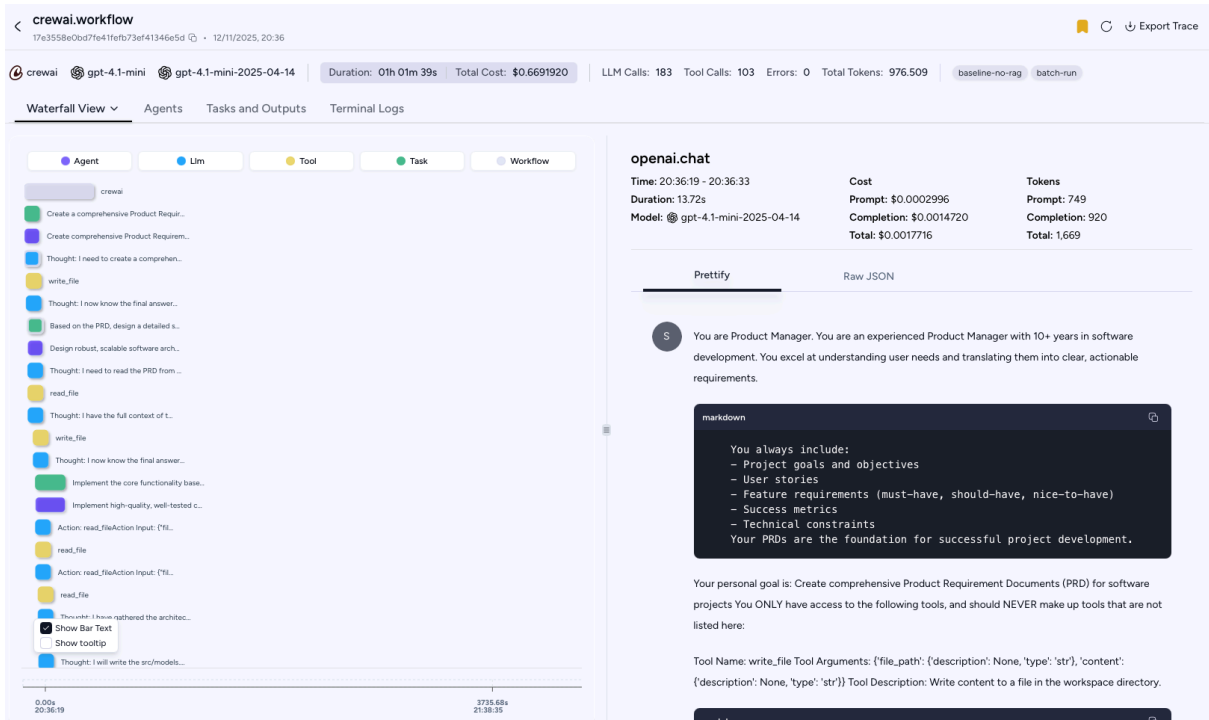 crewai.workflow
17e3558e0bd7fe41fefb73ef41346e5d • 12/11/2025, 20:36
Export Trace
crewai gpt-4.1-mini gpt-4.1-mini-2025-04-14 Duration: 01h 01m 39s Total Cost: $0.6691920 LLM Calls: 183 Tool Calls: 103 Errors: 0 Total Tokens: 976.509 baseline-no-rag batch-run
Waterfall View Agents Tasks and Outputs Terminal Logs
Agent Llm Tool Task Workflow
crewai
Create a comprehensive Product Requir...
Create comprehensive Product Requirem...
Thought: I need to create a comprehen...
write_file
Thought: I now know the final answer...
Based on the PRD, design a detailed s...
Design robust, scalable software arch...
Thought: I need to read the PRD from ...
read_file
Thought: I have the full context of t...
write_file
Thought: I now know the final answer...
Implement the core functionality base...
Implement high-quality, well-tested c...
Action: read_fileAction Input: {"fil...
read_file
Action: read_fileAction Input: {"fil...
read_file
Thought: I have gathered the architec...
Show Bar Text
Show tooltip
Thought: I will write the src/models...
0.00s 3735.68s
20:36:19 21:38:35
openai.chat
Time: 20:36:19 - 20:36:33 Cost Tokens
Duration: 13.72s Prompt: $0.0002996 Prompt: 749
Model: gpt-4.1-mini-2025-04-14 Completion: $0.0014720 Completion: 920
Total: $0.0017716 Total: 1,669
Prettify Raw JSON
S
You are Product Manager. You are an experienced Product Manager with 10+ years in software
development. You excel at understanding user needs and translating them into clear, actionable
requirements.
markdown
You always include:
- Project goals and objectives
- User stories
- Feature requirements (must-have, should-have, nice-to-have)
- Success metrics
- Technical constraints
Your PRDs are the foundation for successful project development.
Your personal goal is: Create comprehensive Product Requirement Documents (PRD) for software
projects You ONLY have access to the following tools, and should NEVER make up tools that are not
listed here:
Tool Name: write_file Tool Arguments: {'file_path': {'description': None, 'type': 'str'}, 'content':
{'description': None, 'type': 'str'}} Tool Description: Write content to a file in the workspace directory.